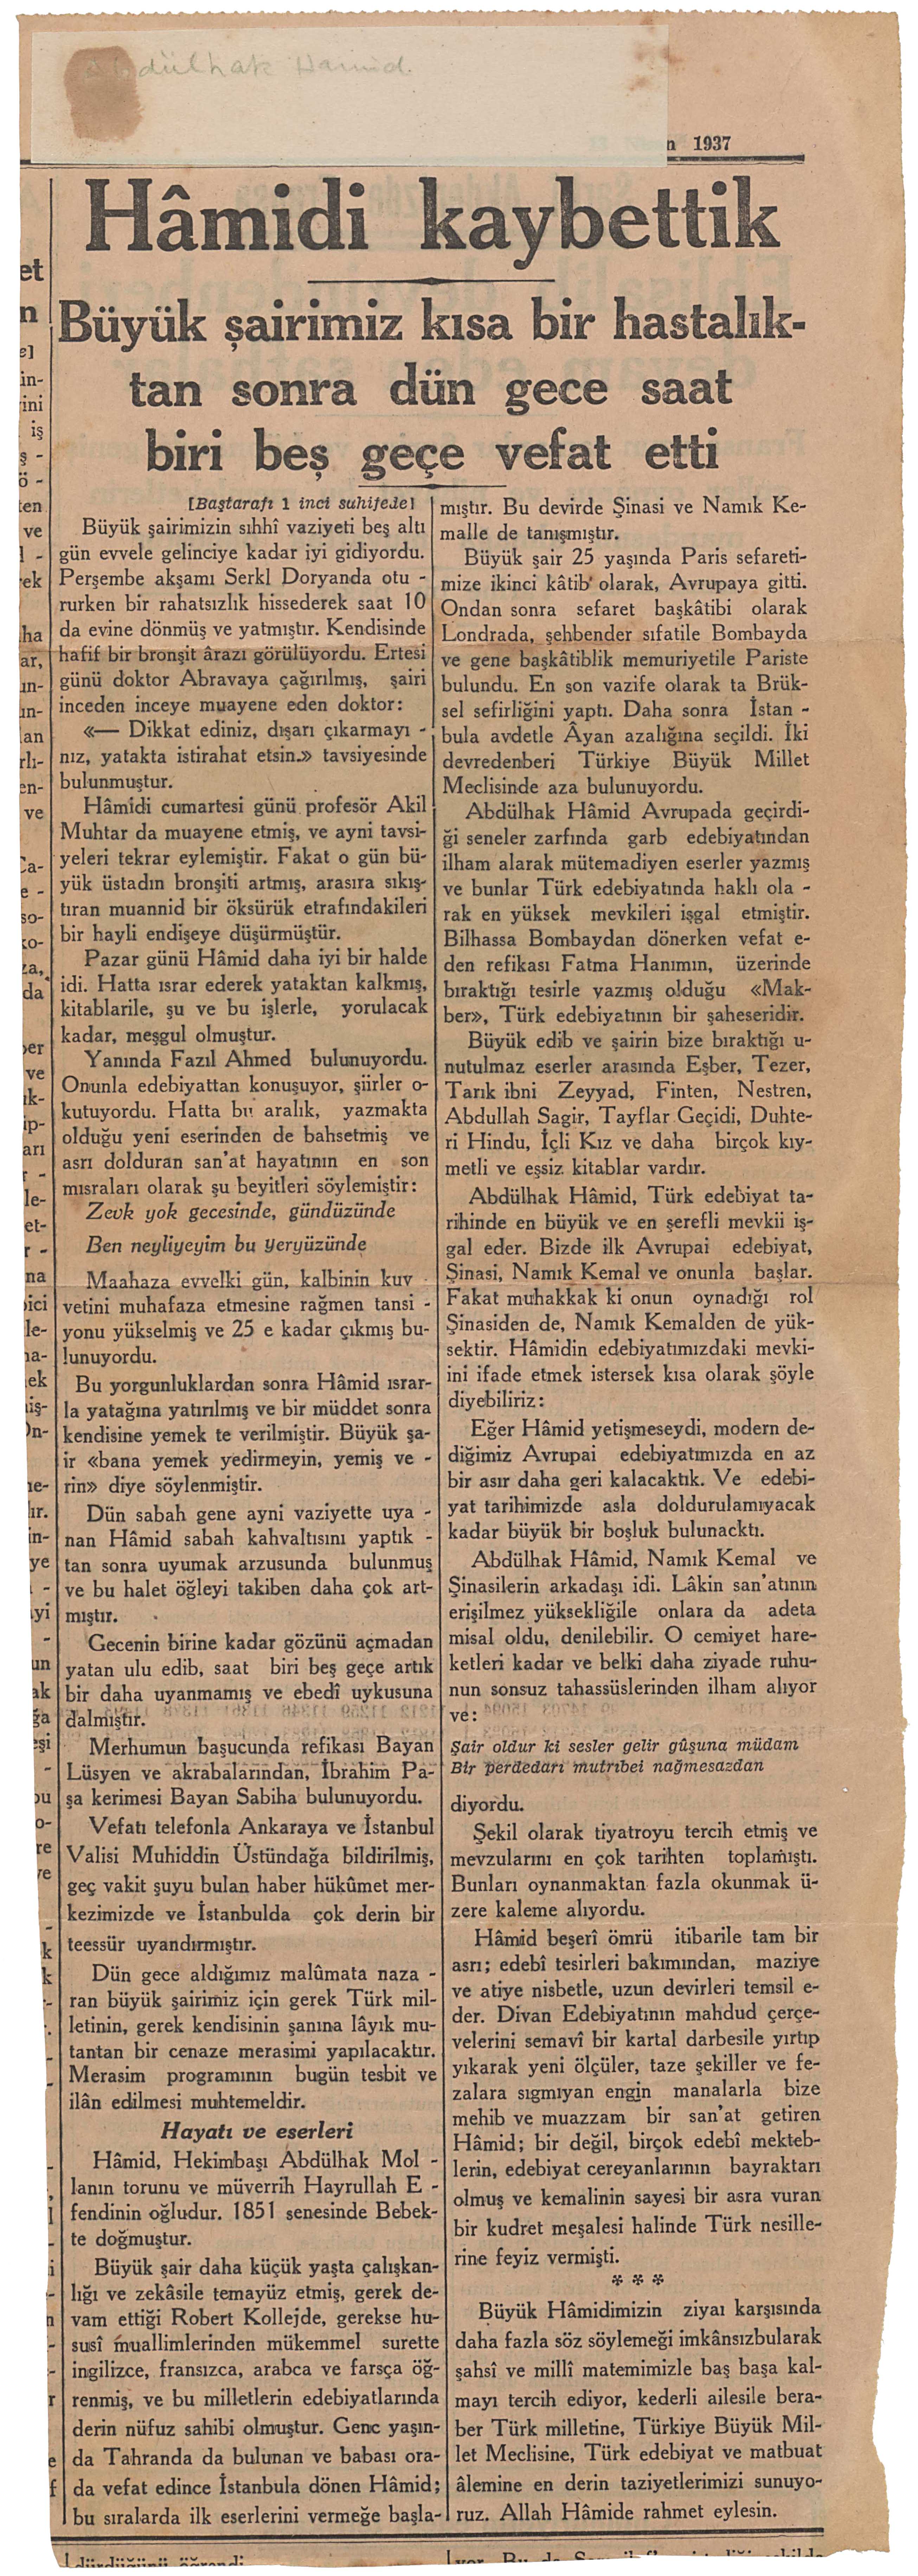 Abdülhak Hamid.
n 1937
Hâmidi kaybettik
Büyük şairimiz kısa bir hastalık-
tan sonra dün gece saat
biri beş geçe vefat etti
[Baştarafı 1 inci sahifede]
Büyük şairimizin sıhhî vaziyeti beş altı
gün evvele gelinciye kadar iyi gidiyordu.
Perşembe akşamı Serkl Doryanda otu -
rurken bir rahatsızlık hissederek saat 10
da evine dönmüş ve yatmıştır. Kendisinde
hafif bir bronşit ârazı görülüyordu. Ertesi
günü doktor Abravaya çağırılmış, şairi
inceden inceye muayene eden doktor:
«— Dikkat ediniz, dışarı çıkarmayı -
nız, yatakta istirahat etsin.» tavsiyesinde
bulunmuştur.
Hâmidi cumartesi günü profesör Akil
Muhtar da muayene etmiş, ve ayni tavsi-
yeleri tekrar eylemiştir. Fakat o gün bü-
yük üstadın bronşiti artmış, arasıra sıkış-
tıran muannid bir öksürük etrafındakileri
bir hayli endişeye düşürmüştür.
Pazar günü Hâmid daha iyi bir halde
idi. Hatta ısrar ederek yataktan kalkmış,
kitablarile, şu ve bu işlerle, yorulacak
kadar, meşgul olmuştur.
Yanında Fazıl Ahmed bulunuyordu.
Onunla edebiyattan konuşuyor, şiirler o-
kutuyordu. Hatta bu aralık, yazmakta
olduğu yeni eserinden de bahsetmiş ve
asrı dolduran san'at hayatının en son
mısraları olarak şu beyitleri söylemiştir:
Zevk yok gecesinde, gündüzünde
Ben neyliyeyim bu yeryüzünde
Maahaza evvelki gün, kalbinin kuv -
vetini muhafaza etmesine rağmen tansi -
yonu yükselmiş ve 25 e kadar çıkmış bu-
lunuyordu.
Bu yorgunluklardan sonra Hâmid ısrar-
la yatağına yatırılmış ve bir müddet sonra
kendisine yemek te verilmiştir. Büyük şa-
ir «bana yemek yedirmeyin, yemiş ve -
rin» diye söylenmiştir.
Dün sabah gene ayni vaziyette uya -
nan Hâmid sabah kahvaltısını yaptık -
tan sonra uyumak arzusunda bulunmuş
ve bu halet öğleyi takiben daha çok art-
mıştır.
Gecenin birine kadar gözünü açmadan
yatan ulu edib, saat biri beş geçe artık
bir daha uyanmamış ve ebedî uykusuna
dalmıştır.
Merhumun başucunda refikası Bayan
Lüsyen ve akrabalarından, İbrahim Pa-
şa kerimesi Bayan Sabiha bulunuyordu.
Vefatı telefonla Ankaraya ve İstanbul
Valisi Muhiddin Üstündağa bildirilmiş,
geç vakit şuyu bulan haber hükûmet mer-
kezimizde ve İstanbulda çok derin bir
teessür uyandırmıştır.
Dün gece aldığımız malûmata naza -
ran büyük şairimiz için gerek Türk mil-
letinin, gerek kendisinin şanına lâyık mu-
tantan bir cenaze merasimi yapılacaktır.
Merasim programının bugün tesbit ve
ilân edilmesi muhtemeldir.
Hayatı ve eserleri
Hâmid, Hekimbaşı Abdülhak Mol -
lanın torunu ve müverrih Hayrullah E -
fendinin oğludur. 1851 senesinde Bebek-
te doğmuştur.
Büyük şair daha küçük yaşta çalışkan-
lığı ve zekâsile temayüz etmiş, gerek de-
vam ettiği Robert Kollejde, gerekse hu-
susî muallimlerinden mükemmel surette
ingilizce, fransızca, arabca ve farsça öğ-
renmiş, ve bu milletlerin edebiyatlarında
derin nüfuz sahibi olmuştur. Genc yaşın-
da Tahranda da bulunan ve babası ora-
da vefat edince İstanbula dönen Hâmid;
bu sıralarda ilk eserlerini vermeğe başla-
mıştır. Bu devirde Şinasi ve Namık Ke-
malle de tanışmıştır.
Büyük şair 25 yaşında Paris sefareti-
mize ikinci kâtib olarak, Avrupaya gitti.
Ondan sonra sefaret başkâtibi olarak
Londrada, şehbender sıfatile Bombayda
ve gene başkâtiblik memuriyetile Pariste
bulundu. En son vazife olarak ta Brük-
sel sefirliğini yaptı. Daha sonra İstan -
bula avdetle Âyan azalığına seçildi. İki
devredenberi Türkiye Büyük Millet
Meclisinde aza bulunuyordu.
Abdülhak Hâmid Avrupada geçirdi-
ği seneler zarfında garb edebiyatından
ilham alarak mütemadiyen eserler yazmış
ve bunlar Türk edebiyatında haklı ola -
rak en yüksek mevkileri işgal etmiştir.
Bilhassa Bombaydan dönerken vefat e-
den refikası Fatma Hanımın, üzerinde
bıraktığı tesirle yazmış olduğu «Mak-
ber», Türk edebiyatının bir şaheseridir.
Büyük edib ve şairin bize bıraktığı u-
nutulmaz eserler arasında Eşber, Tezer,
Tarık ibni Zeyyad, Finten, Nestren,
Abdullah Sagir, Tayflar Geçidi, Duhte-
ri Hindu, İçli Kız ve daha birçok kıy-
metli ve eşsiz kitablar vardır.
Abdülhak Hâmid, Türk edebiyat ta-
rihinde en büyük ve en şerefli mevkii iş-
gal eder. Bizde ilk Avrupai edebiyat,
Şinasi, Namık Kemal ve onunla başlar.
Fakat muhakkak ki onun oynadığı rol
Şinasiden de, Namık Kemalden de yük-
sektir. Hâmidin edebiyatımızdaki mevki-
ini ifade etmek istersek kısa olarak şöyle
diyebiliriz:
Eğer Hâmid yetişmeseydi, modern de-
diğimiz Avrupai edebiyatımızda en az
bir asır daha geri kalacaktık. Ve edebi-
yat tarihimizde asla doldurulamıyacak
kadar büyük bir boşluk bulunacktı.
Abdülhak Hâmid, Namık Kemal ve
Şinasilerin arkadaşı idi. Lâkin san'atının
erişilmez yüksekliğile onlara da adeta
misal oldu, denilebilir. O cemiyet hare-
ketleri kadar ve belki daha ziyade ruhu-
nun sonsuz tahassüslerinden ilham alıyor
ve:
Şair oldur ki sesler gelir gûşuna müdam
Bir perdedarı mutrıbei nağmesazdan
diyordu.
Şekil olarak tiyatroyu tercih etmiş ve
mevzularını en çok tarihten toplamıştı.
Bunları oynanmaktan fazla okunmak ü-
zere kaleme alıyordu.
Hâmid beşerî ömrü itibarile tam bir
asrı; edebî tesirleri bakımından, maziye
ve atiye nisbetle, uzun devirleri temsil e-
der. Divan Edebiyatının mahdud çerçe-
velerini semavî bir kartal darbesile yırtıp
yıkarak yeni ölçüler, taze şekiller ve fe-
zalara sıgmıyan engin manalarla bize
mehib ve muazzam bir san'at getiren
Hâmid; bir değil, birçok edebî mekteb-
lerin, edebiyat cereyanlarının bayraktarı
olmuş ve kemalinin sayesi bir asra vuran
bir kudret meşalesi halinde Türk nesille-
rine feyiz vermişti.
* * *
Büyük Hâmidimizin ziyaı karşısında
daha fazla söz söylemeği imkânsızbularak
şahsî ve millî matemimizle baş başa kal-
mayı tercih ediyor, kederli ailesile bera-
ber Türk milletine, Türkiye Büyük Mil-
let Meclisine, Türk edebiyat ve matbuat
âlemine en derin taziyetlerimizi sunuyo-
ruz. Allah Hâmide rahmet eylesin.